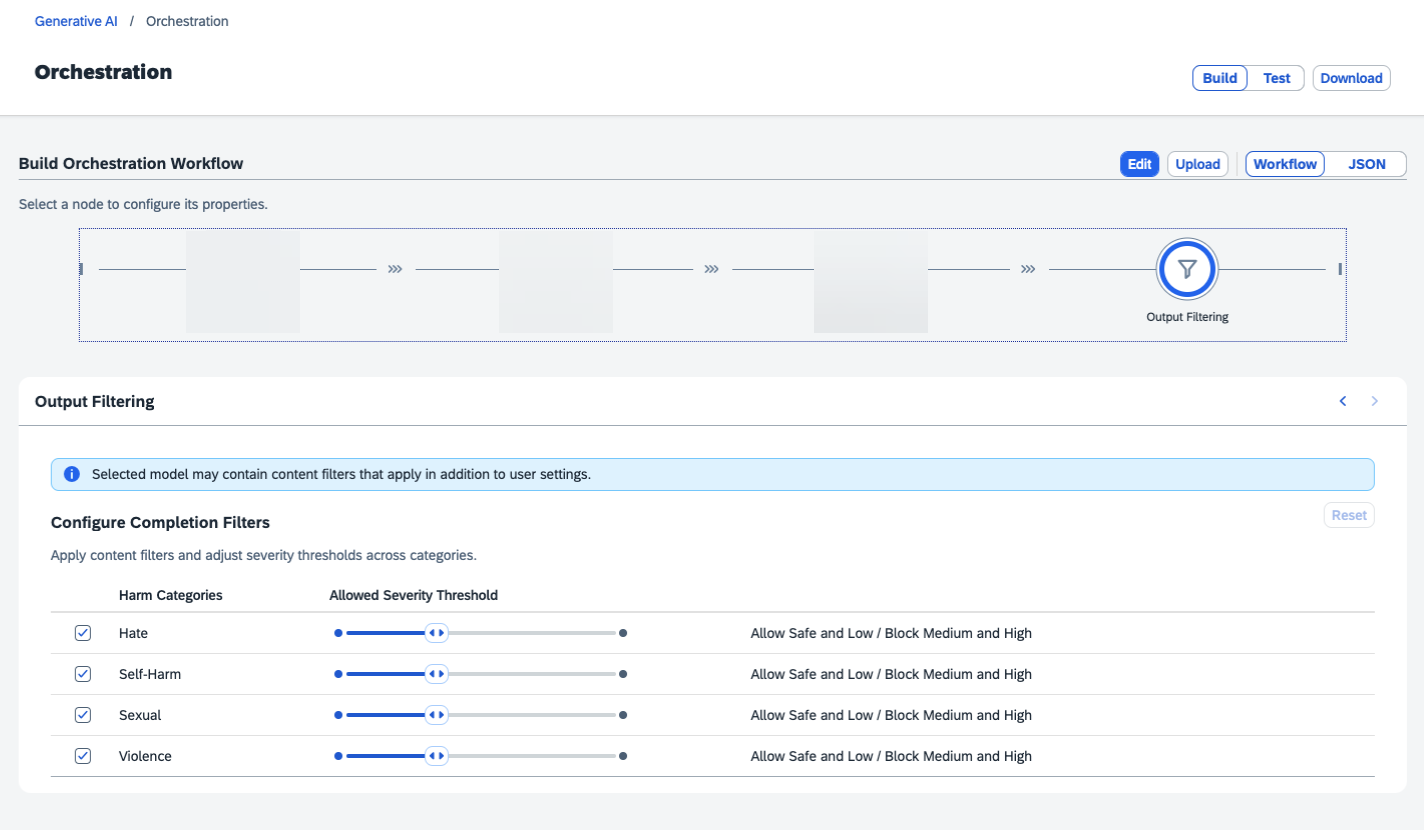 Generative AI / Orchestration
Orchestration
Build Test Download
Build Orchestration Workflow
Edit Upload Workflow JSON
Select a node to configure its properties.
Output Filtering
Output Filtering
Selected model may contain content filters that apply in addition to user settings.
Configure Completion Filters
Reset
Apply content filters and adjust severity thresholds across categories.
Harm Categories Allowed Severity Threshold
Hate Allow Safe and Low / Block Medium and High
Self-Harm Allow Safe and Low / Block Medium and High
Sexual Allow Safe and Low / Block Medium and High
Violence Allow Safe and Low / Block Medium and High